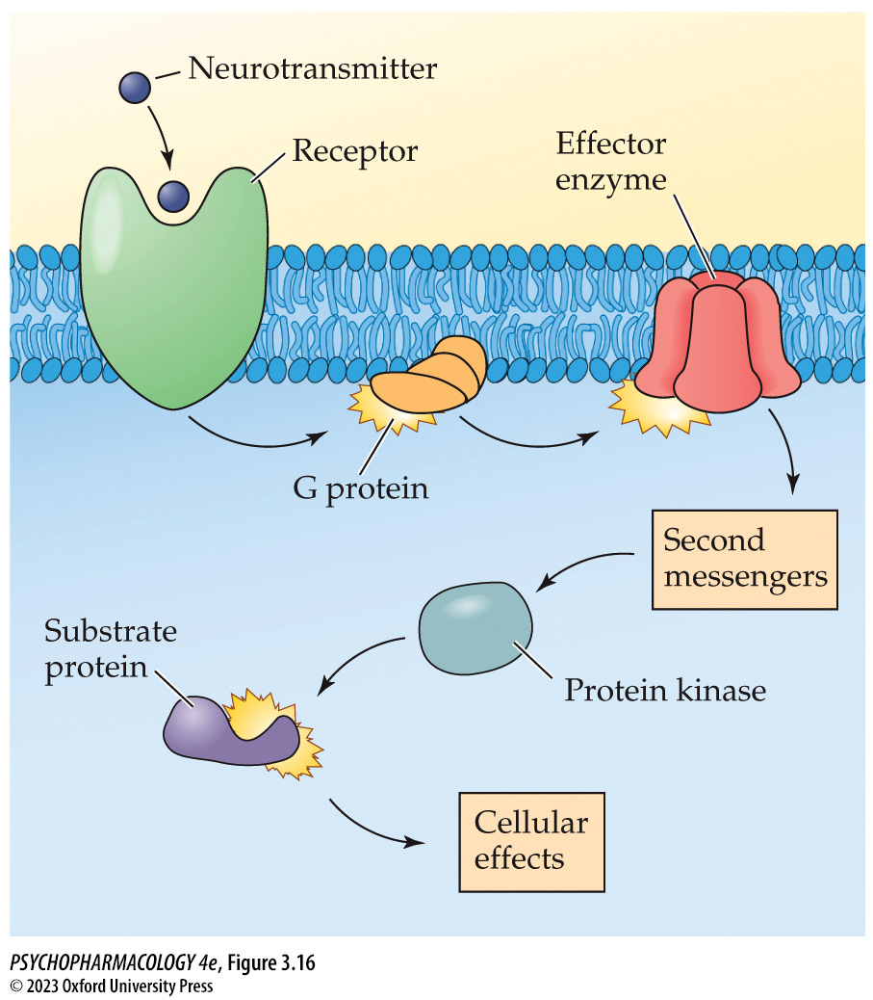 Neurotransmitter
Receptor
Effector
enzyme
G protein
Second
messengers
Protein kinase
Substrate
protein
Cellular
effects
PSYCHOPHARMACOLOGY 4e, Figure 3.16
© 2023 Oxford University Press